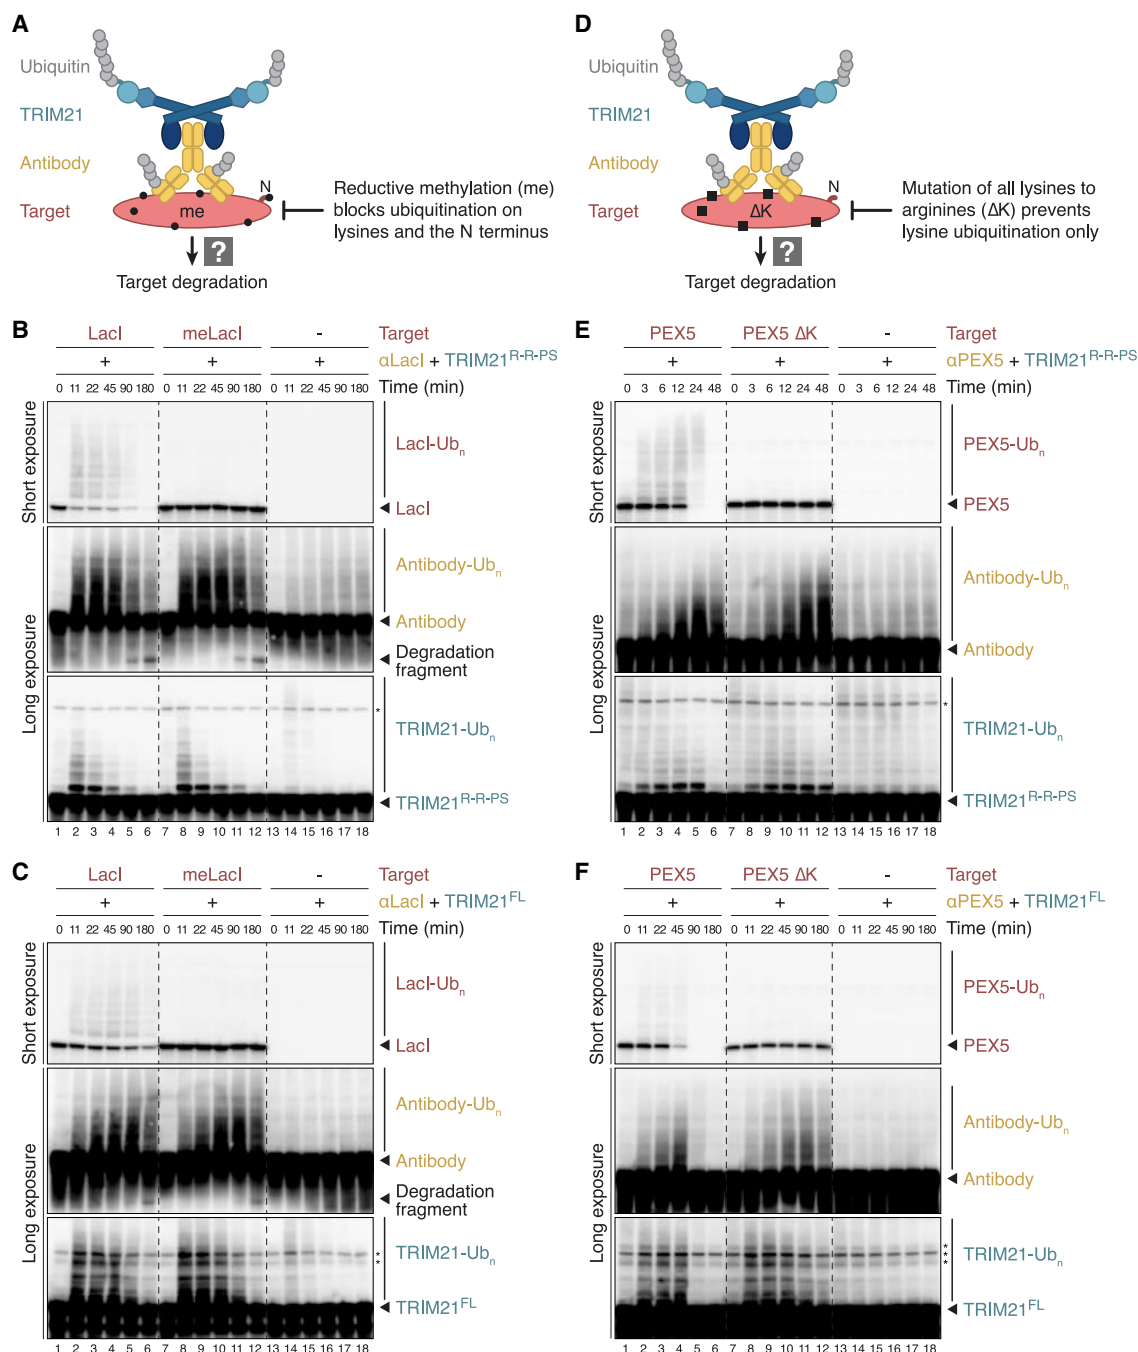 A
Ubiquitin
TRIM21
Antibody
Target
N
me
Reductive methylation (me)
blocks ubiquitination on
lysines and the N terminus
?
Target degradation
B
LacI meLacI - Target
+ + + αLacI + TRIM21R-R-PS
0 11 22 45 90 180 0 11 22 45 90 180 0 11 22 45 90 180 Time (min)
Short exposure
LacI-Ubn
LacI
Long exposure
Antibody-Ubn
Antibody
Degradation
fragment
*
TRIM21-Ubn
TRIM21R-R-PS
1 2 3 4 5 6 7 8 9 10 11 12 13 14 15 16 17 18
C
LacI meLacI - Target
+ + + αLacI + TRIM21FL
0 11 22 45 90 180 0 11 22 45 90 180 0 11 22 45 90 180 Time (min)
Short exposure
LacI-Ubn
LacI
Long exposure
Antibody-Ubn
Antibody
Degradation
fragment
*
*
TRIM21-Ubn
TRIM21FL
1 2 3 4 5 6 7 8 9 10 11 12 13 14 15 16 17 18
D
Ubiquitin
TRIM21
Antibody
Target
N
ΔK
Mutation of all lysines to
arginines (ΔK) prevents
lysine ubiquitination only
?
Target degradation
E
PEX5 PEX5 ΔK - Target
+ + + αPEX5 + TRIM21R-R-PS
0 3 6 12 24 48 0 3 6 12 24 48 0 3 6 12 24 48 Time (min)
Short exposure
PEX5-Ubn
PEX5
Long exposure
Antibody-Ubn
Antibody
*
TRIM21-Ubn
TRIM21R-R-PS
1 2 3 4 5 6 7 8 9 10 11 12 13 14 15 16 17 18
F
PEX5 PEX5 ΔK - Target
+ + + αPEX5 + TRIM21FL
0 11 22 45 90 180 0 11 22 45 90 180 0 11 22 45 90 180 Time (min)
Short exposure
PEX5-Ubn
PEX5
Long exposure
Antibody-Ubn
Antibody
*
*
*
TRIM21-Ubn
TRIM21FL
1 2 3 4 5 6 7 8 9 10 11 12 13 14 15 16 17 18